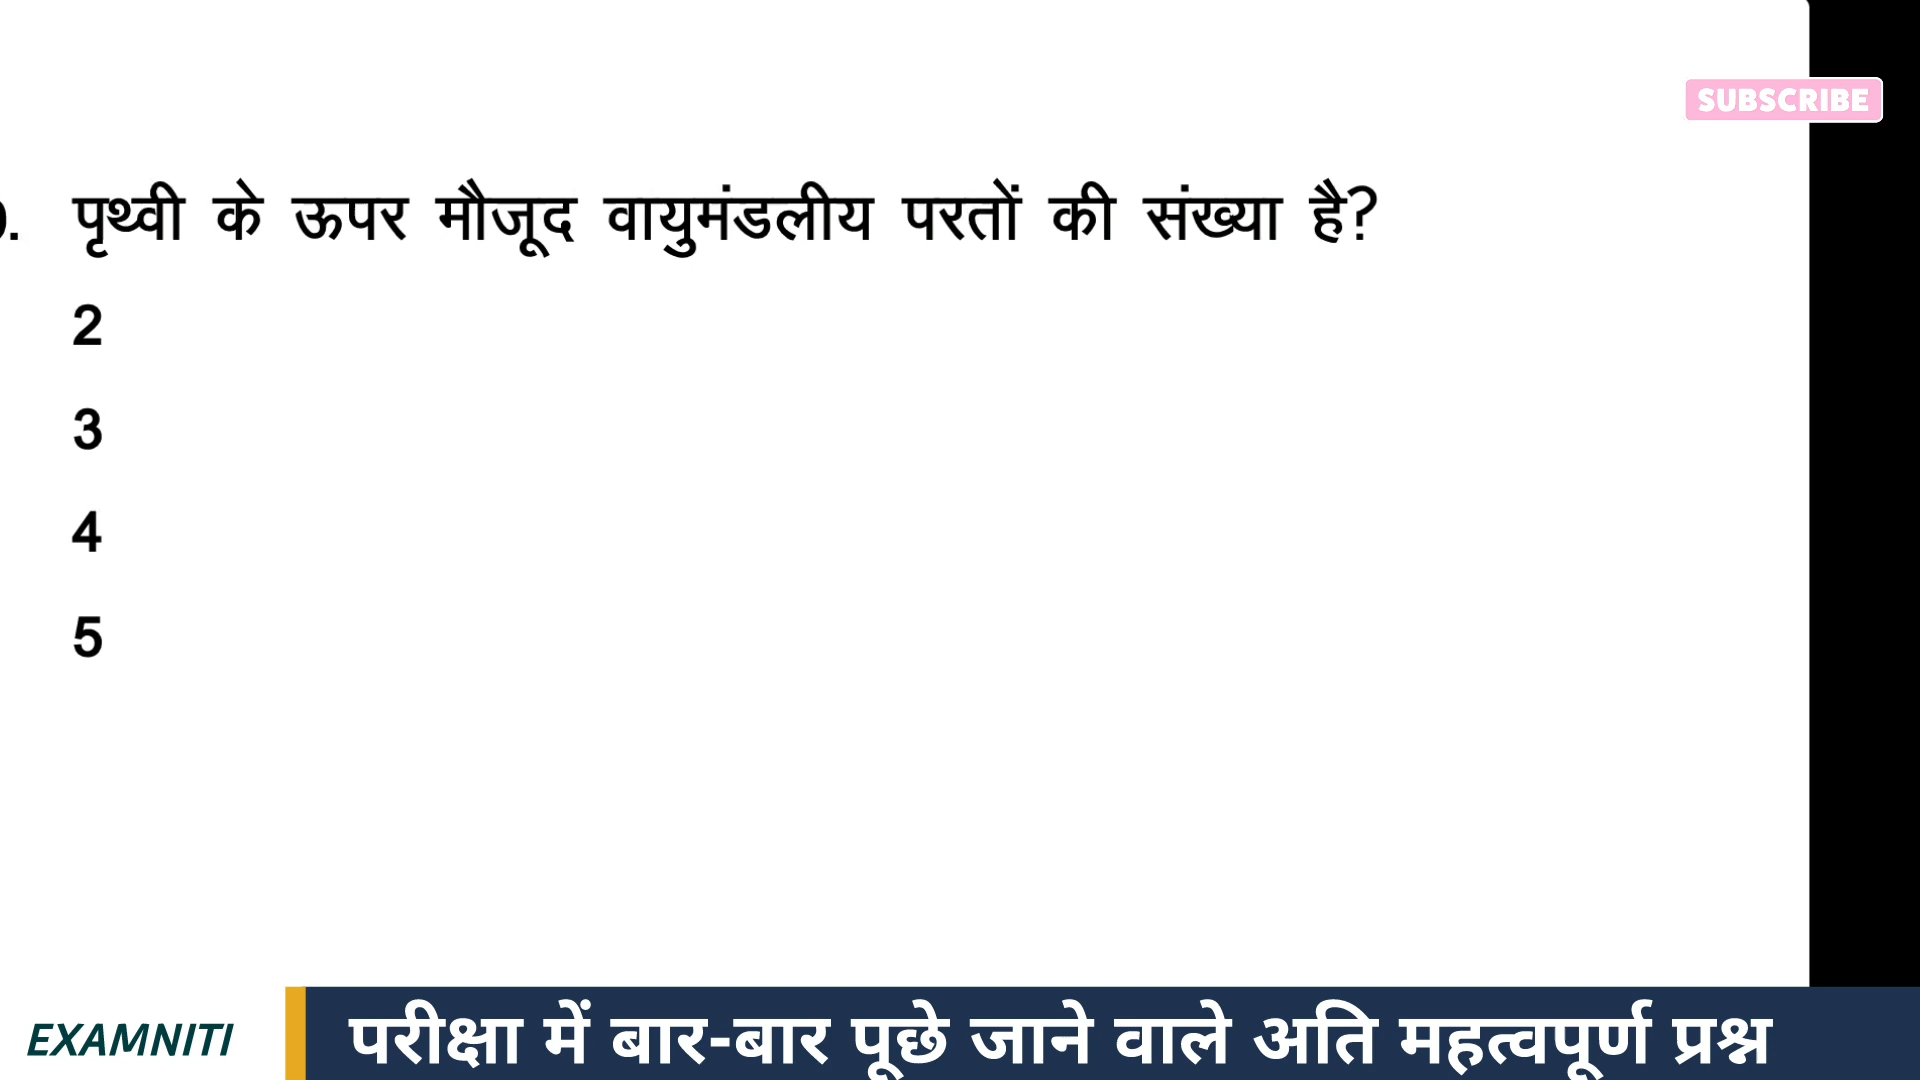 SUBSCRIBE
पृथ्वी के ऊपर मौजूद वायुमंडलीय परतों की संख्या है?
2
3
4
5
EXAMNITI
परीक्षा में बार-बार पूछे जाने वाले अति महत्वपूर्ण प्रश्न